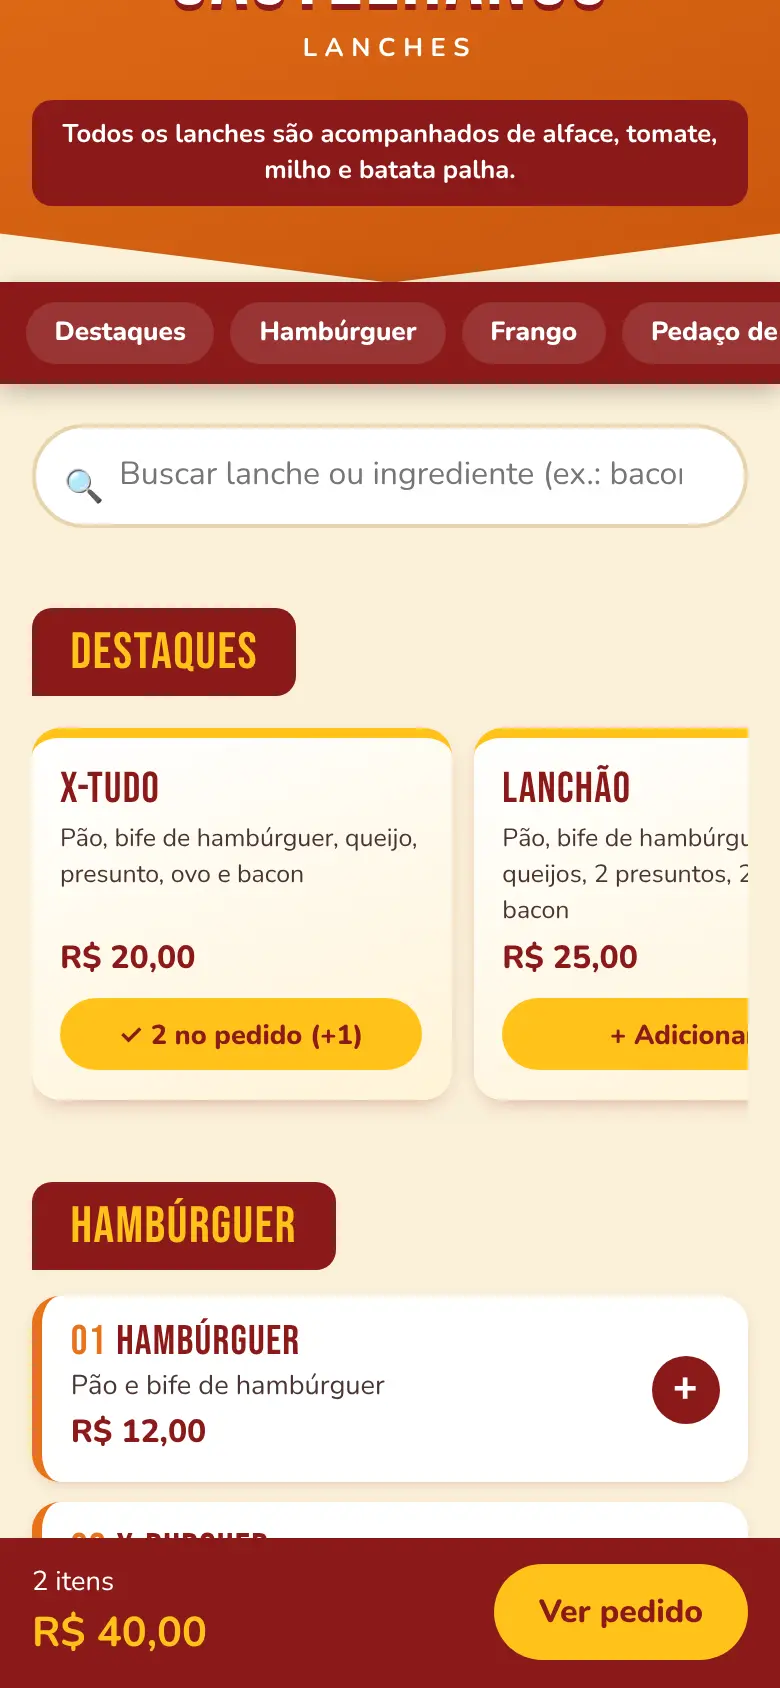 LANCHES
Todos os lanches são acompanhados de alface, tomate,
milho e batata palha.
Destaques
Hambúrguer
Frango
Pedaço de
Buscar lanche ou ingrediente (ex.: bacon
DESTAQUES
X-TUDO
Pão, bife de hambúrguer, queijo,
presunto, ovo e bacon
R$ 20,00
✓ 2 no pedido (+1)
LANCHÃO
Pão, bife de hambúrgu
queijos, 2 presuntos, 2
bacon
R$ 25,00
+ Adicionar
HAMBÚRGUER
01 HAMBÚRGUER
Pão e bife de hambúrguer
R$ 12,00
+
2 itens
R$ 40,00
Ver pedido